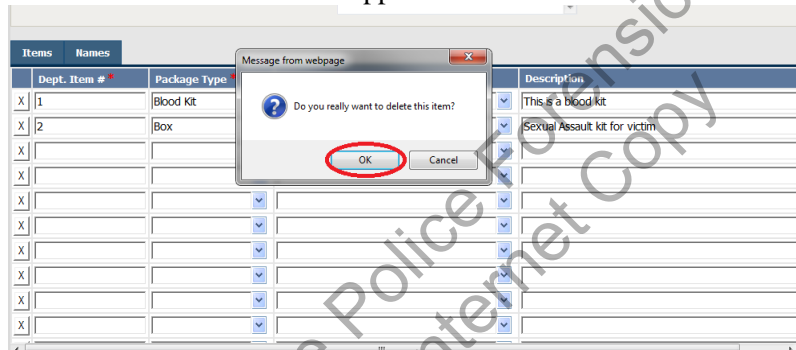 Items Names
Message from webpage
Dept. Item # * Package Type * Description
Do you really want to delete this item?
X 1 Blood Kit This is a blood kit
X 2 Box Sexual Assault kit for victim
OK Cancel
X
X
X
X
X
X
X
X
Police Forensic
Internet Copy